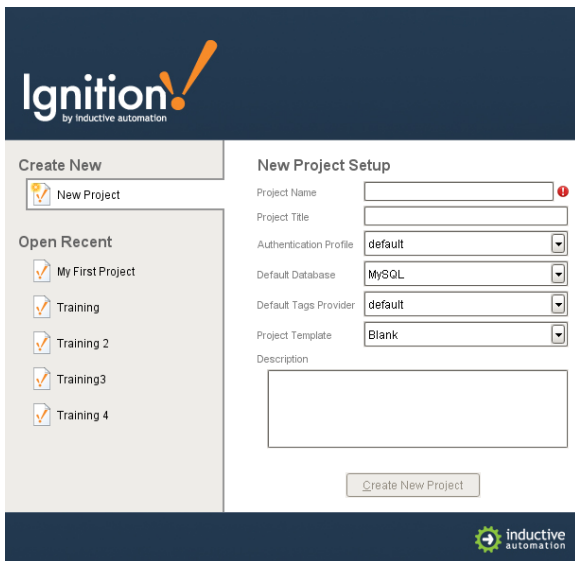 Ignition!
by inductive automation
Create New
New Project
Open Recent
My First Project
Training
Training 2
Training3
Training 4
New Project Setup
Project Name
Project Title
Authentication Profile default
Default Database MySQL
Default Tags Provider default
Project Template Blank
Description
Create New Project
inductive
automation